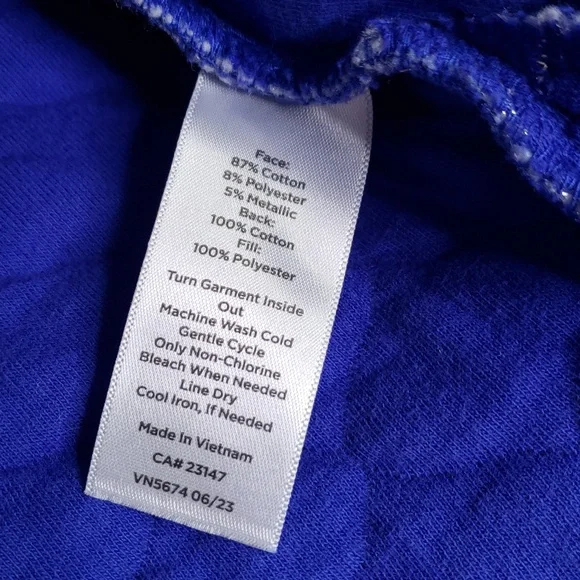 Face:
87% Cotton
8% Polyester
5% Metallic
Back:
100% Cotton
Fill:
100% Polyester
Turn Garment Inside
Out
Machine Wash Cold
Gentle Cycle
Only Non-Chlorine
Bleach When Needed
Line Dry
Cool Iron, If Needed
Made In Vietnam
CA# 23147
VN5674 06/23